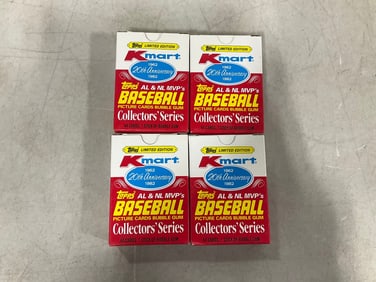 Topps LIMITED EDITION
Kmart
1962
20th Anniversary
1982
Topps AL & NL MVP's
BASEBALL
PICTURE CARDS BUBBLE GUM
Collectors' Series
Topps LIMITED EDITION
Kmart
1962
20th Anniversary
1982
Topps AL & NL MVP's
BASEBALL
PICTURE CARDS BUBBLE GUM
Collectors' Series
Topps LIMITED EDITION
Kmart
1962
20th Anniversary
1982
Topps AL & NL MVP's
BASEBALL
PICTURE CARDS BUBBLE GUM
Collectors' Series
Topps LIMITED EDITION
Kmart
1962
20th Anniversary
1982
Topps AL & NL MVP's
BASEBALL
PICTURE CARDS BUBBLE GUM
Collectors' Series